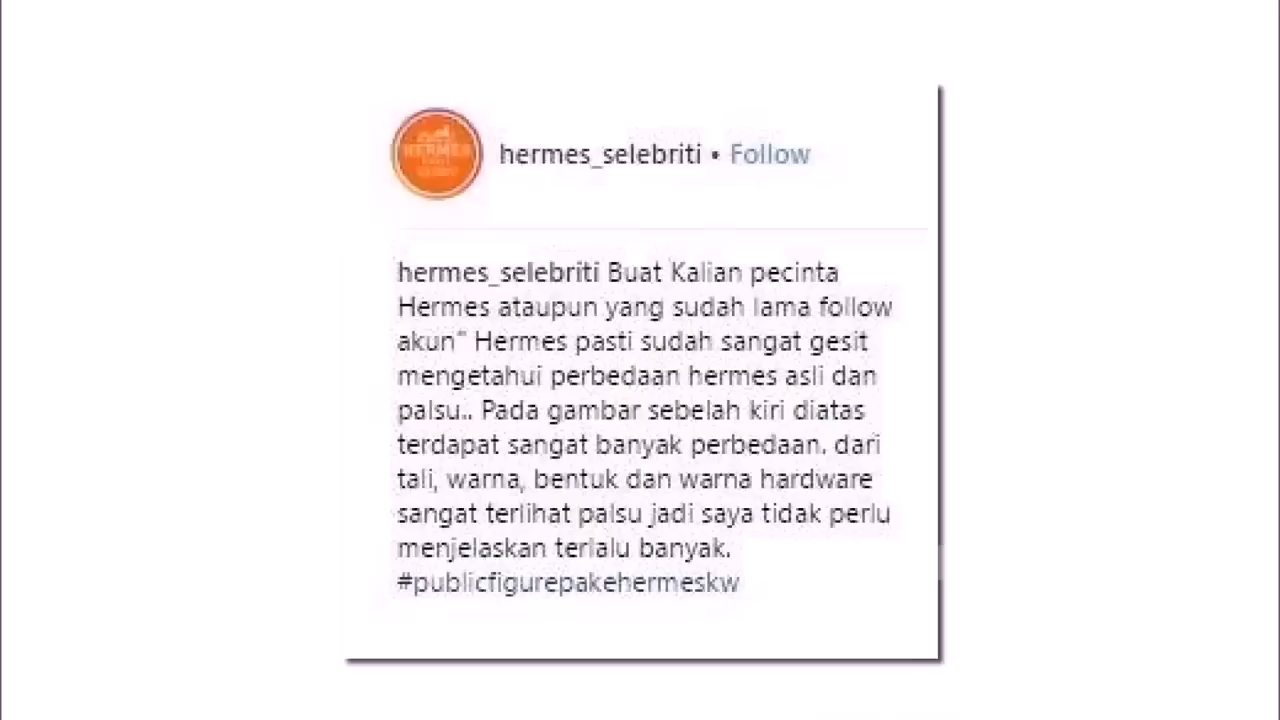 HERMES
hermes_selebriti • Follow
hermes_selebriti Buat Kalian pecinta
Hermes ataupun yang sudah lama follow
akun" Hermes pasti sudah sangat gesit
mengetahui perbedaan hermes asli dan
palsu.. Pada gambar sebelah kiri diatas
terdapat sangat banyak perbedaan. dari
tali, warna, bentuk dan warna hardware
sangat terlihat palsu jadi saya tidak perlu
menjelaskan terlalu banyak.
#publicfigurepakehermeskw